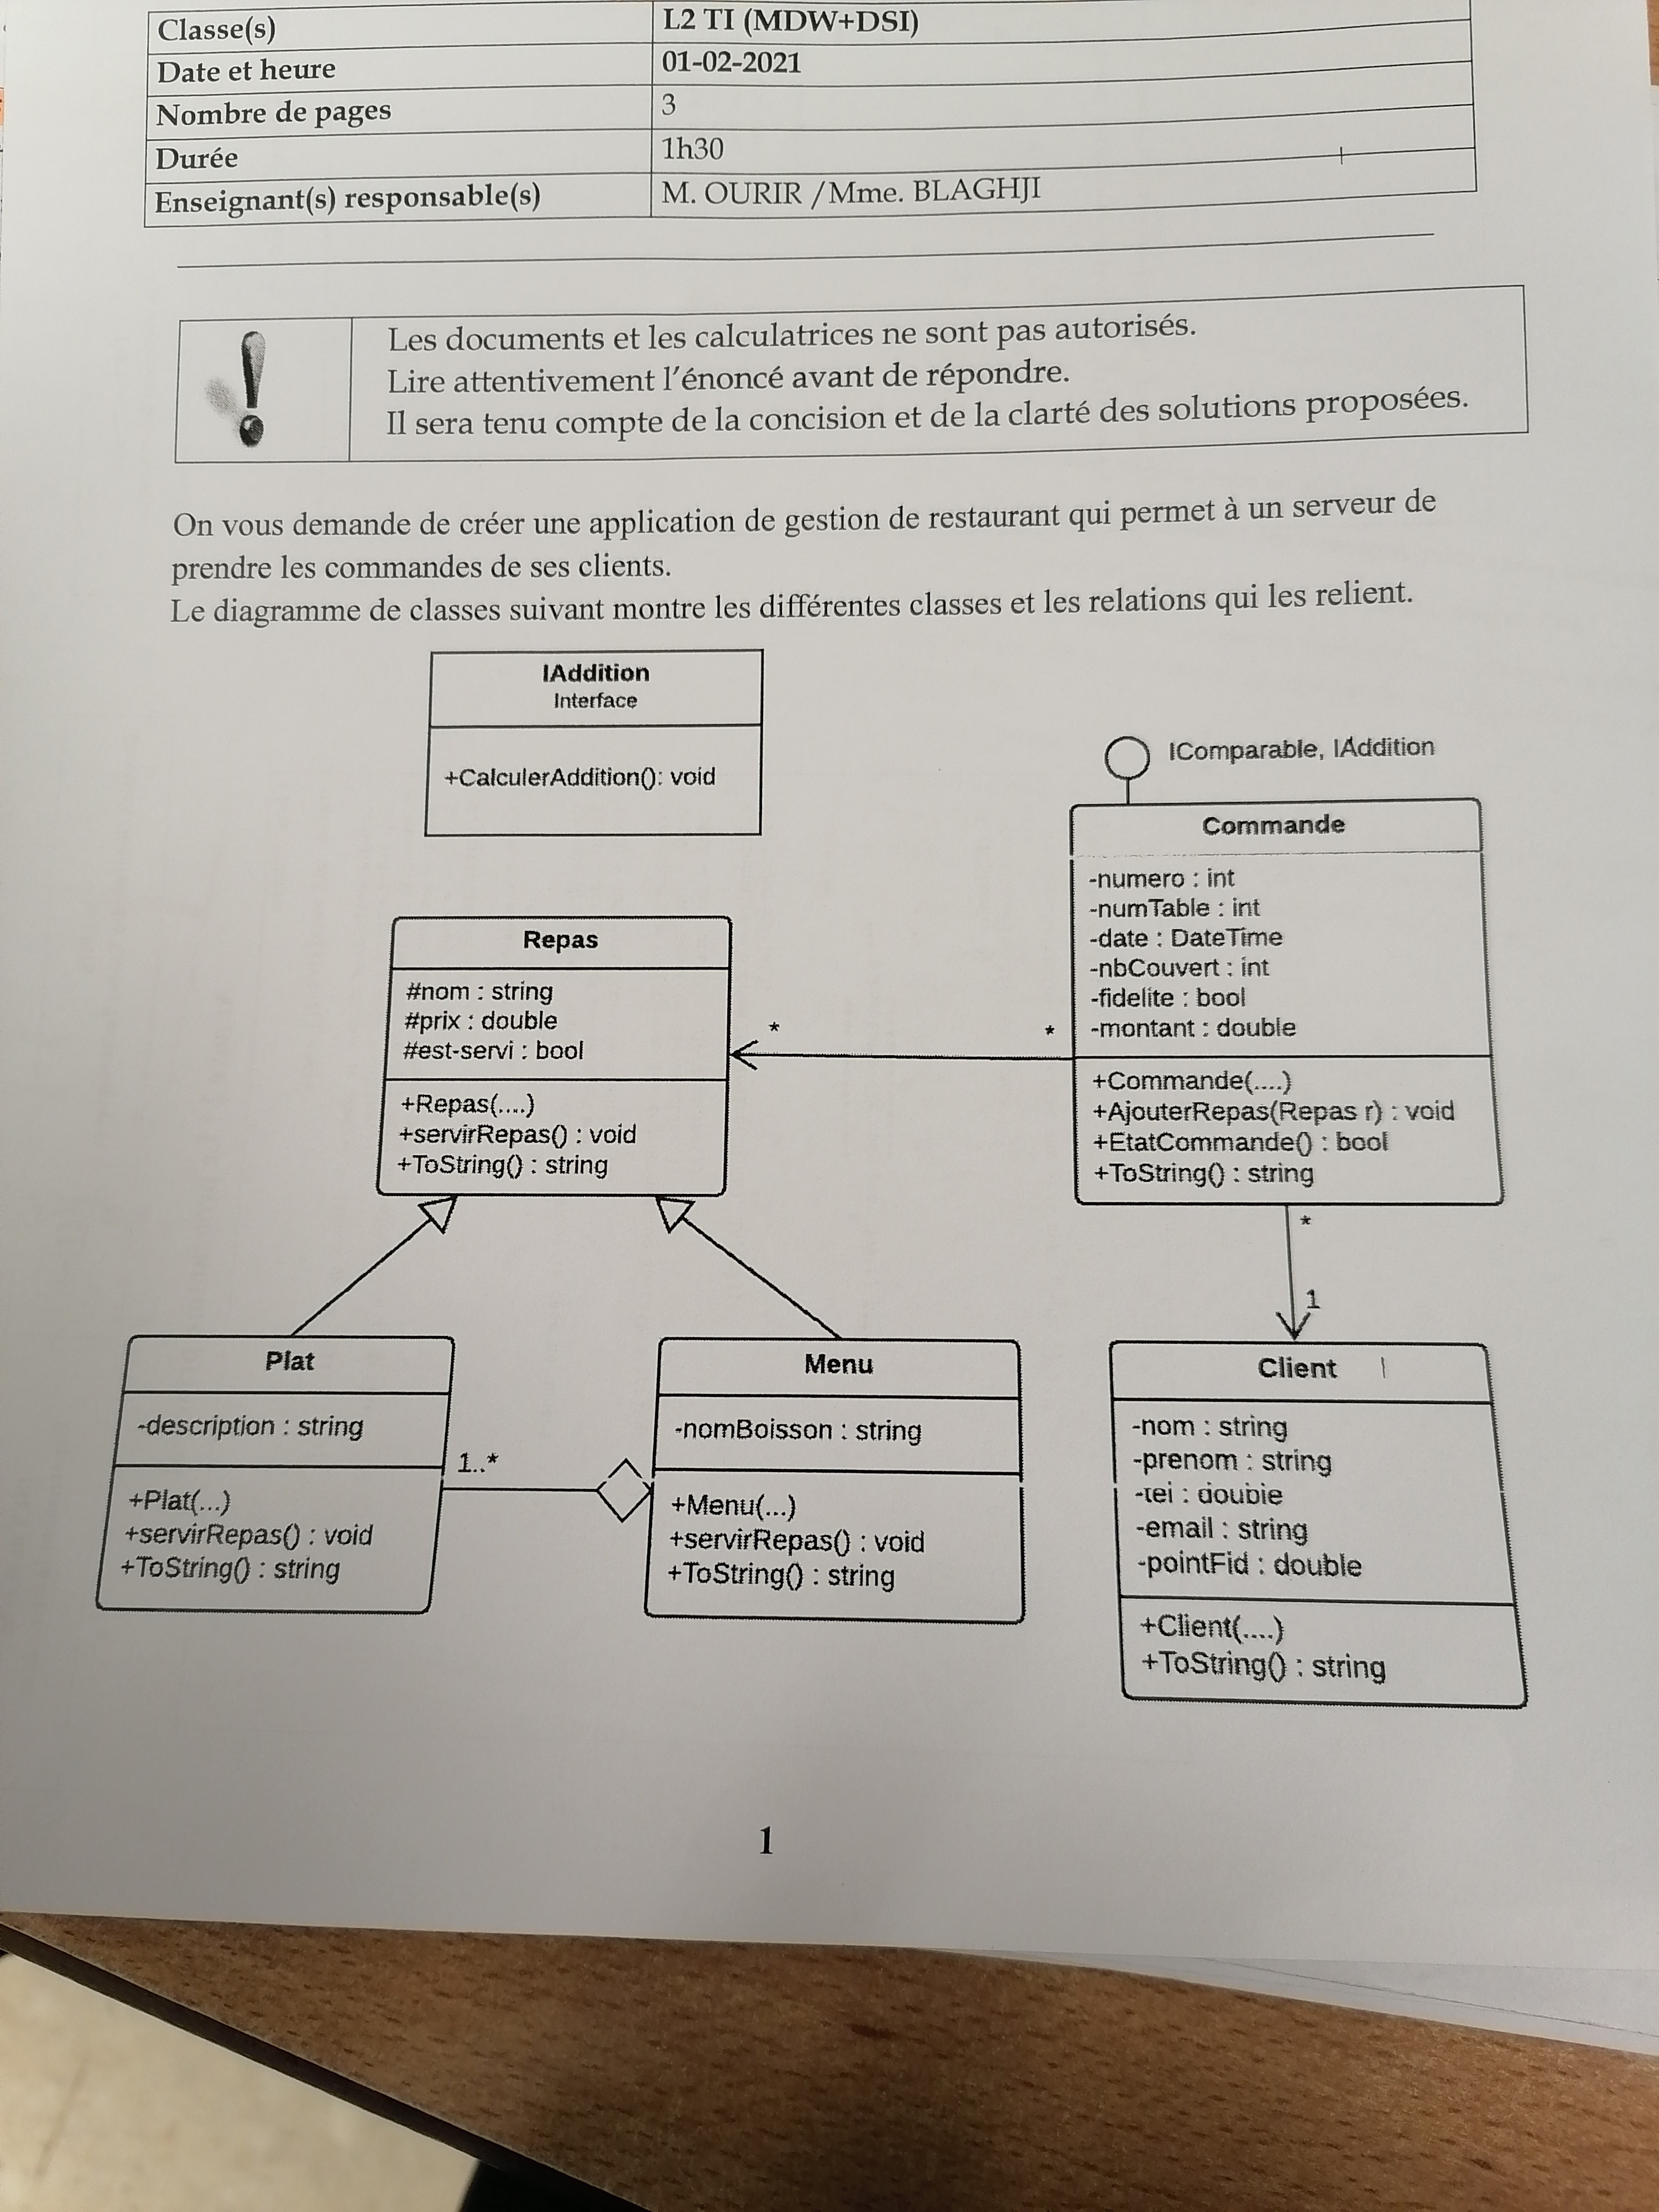 Classe(s)
L2 TI (MDW+DSI)
Date et heure
01-02-2021
Nombre de pages
3
Durée
1h30
Enseignant(s) responsable(s)
M. OURIR /Mme. BLAGHJI
Les documents et les calculatrices ne sont pas autorisés.
Lire attentivement l'énoncé avant de répondre.
Il sera tenu compte de la concision et de la clarté des solutions proposées.
On vous demande de créer une application de gestion de restaurant qui permet à un serveur de
prendre les commandes de ses clients.
Le diagramme de classes suivant montre les différentes classes et les relations qui les relient.
IAddition
Interface
+CalculerAddition(): void
IComparable, IAddition
Commande
-numero : int
-numTable : int
-date : DateTime
-nbCouvert : int
-fidelite : bool
-montant : double
+Commande(....)
+AjouterRepas(Repas r) : void
+EtatCommande() : bool
+ToString() : string
Repas
#nom : string
#prix : double
#est-servi : bool
+Repas(....)
+servirRepas() : void
+ToString() : string
*
*
*
1
Plat
-description : string
+Plat(...)
+servirRepas() : void
+ToString() : string
1..*
Menu
-nomBoisson : string
+Menu(...)
+servirRepas() : void
+ToString() : string
Client
-nom : string
-prenom : string
-tel : double
-email : string
-pointFid : double
+Client(....)
+ToString() : string
1